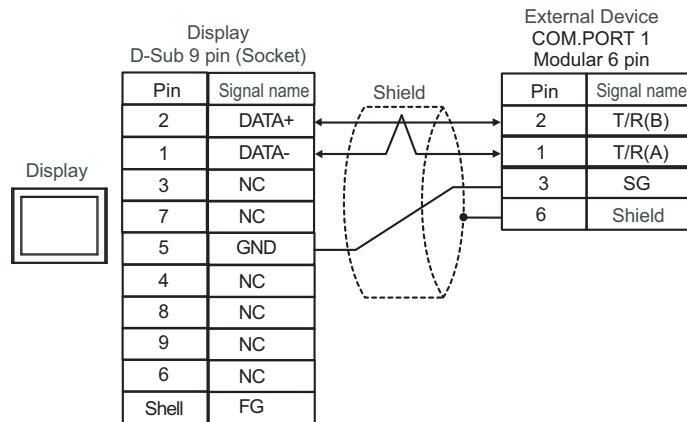 Display
D-Sub 9 pin (Socket)
External Device
COM.PORT 1
Modular 6 pin
Pin Signal name
Shield
Pin Signal name
2 DATA+
2 T/R(B)
1 DATA-
1 T/R(A)
Display
3 NC
3 SG
7 NC
6 Shield
5 GND
4 NC
8 NC
9 NC
6 NC
Shell FG